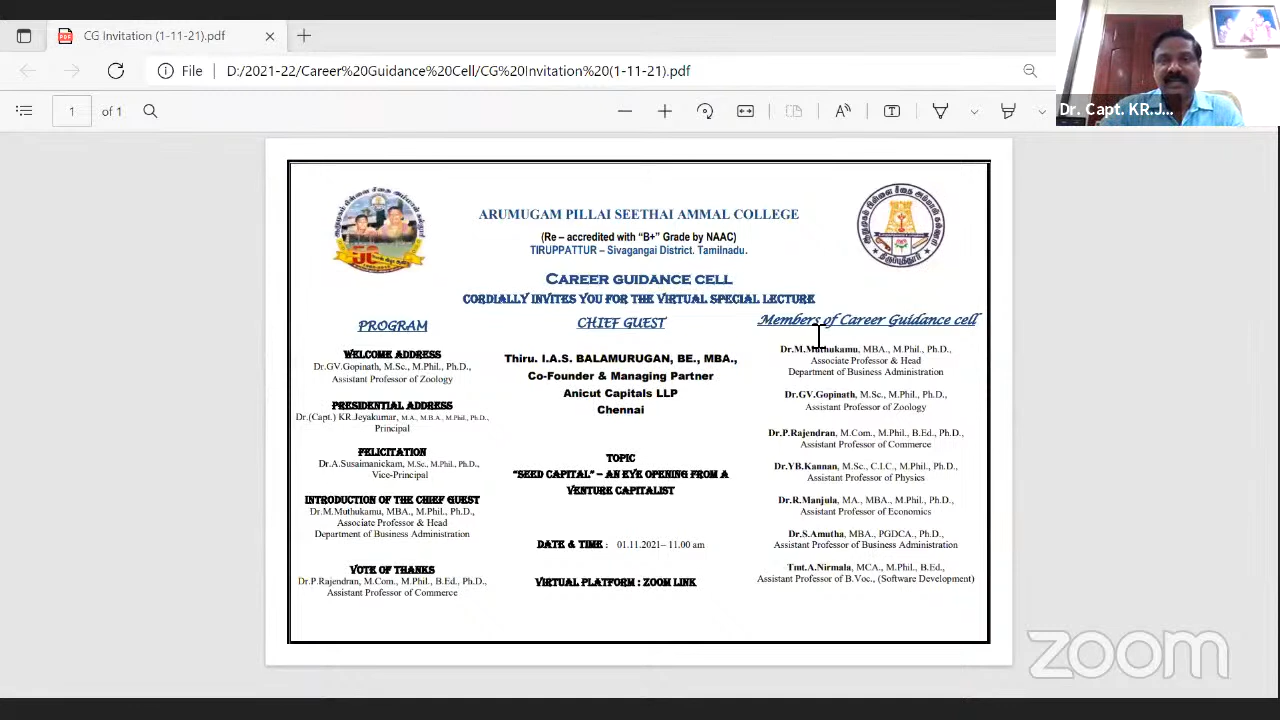 CG Invitation (1-11-21).pdf
File
D:/2021-22/Career%20Guidance%20Cell/CG%20Invitation%20(1-11-21).pdf
1 of 1
Dr. Capt. KR.J...
ARUMUGAM PILLAI SEETHAI AMMAL COLLEGE
(Re – accredited with “B+” Grade by NAAC)
TIRUPPATTUR – Sivagangai District. Tamilnadu.
CAREER GUIDANCE CELL
CORDIALLY INVITES YOU FOR THE VIRTUAL SPECIAL LECTURE
PROGRAM
WELCOME ADDRESS
Dr.GV.Gopinath, M.Sc., M.Phil., Ph.D.,
Assistant Professor of Zoology
PRESIDENTIAL ADDRESS
Dr.(Capt.) KR.Jeyakumar, M.A., M.B.A., M.Phil., Ph.D.,
Principal
FELICITATION
Dr.A.Susaimanickam, M.Sc., M.Phil., Ph.D.,
Vice-Principal
INTRODUCTION OF THE CHIEF GUEST
Dr.M.Muthukamu, MBA., M.Phil., Ph.D.,
Associate Professor & Head
Department of Business Administration
VOTE OF THANKS
Dr.P.Rajendran, M.Com., M.Phil., B.Ed., Ph.D.,
Assistant Professor of Commerce
CHIEF GUEST
Thiru. I.A.S. BALAMURUGAN, BE., MBA.,
Co-Founder & Managing Partner
Anicut Capitals LLP
Chennai
TOPIC
“SEED CAPITAL” – AN EYE OPENING FROM A
VENTURE CAPITALIST
DATE & TIME : 01.11.2021– 11.00 am
VIRTUAL PLATFORM : ZOOM LINK
Members of Career Guidance cell
Dr.M.Muthukamu, MBA., M.Phil., Ph.D.,
Associate Professor & Head
Department of Business Administration
Dr.GV.Gopinath, M.Sc., M.Phil., Ph.D.,
Assistant Professor of Zoology
Dr.P.Rajendran, M.Com., M.Phil., B.Ed., Ph.D.,
Assistant Professor of Commerce
Dr.YB.Kannan, M.Sc., C.I.C., M.Phil., Ph.D.,
Assistant Professor of Physics
Dr.R.Manjula, MA., MBA., M.Phil., Ph.D.,
Assistant Professor of Economics
Dr.S.Amutha, MBA., PGDCA., Ph.D.,
Assistant Professor of Business Administration
Tmt.A.Nirmala, MCA., M.Phil., B.Ed.,
Assistant Professor of B.Voc., (Software Development)
zoom